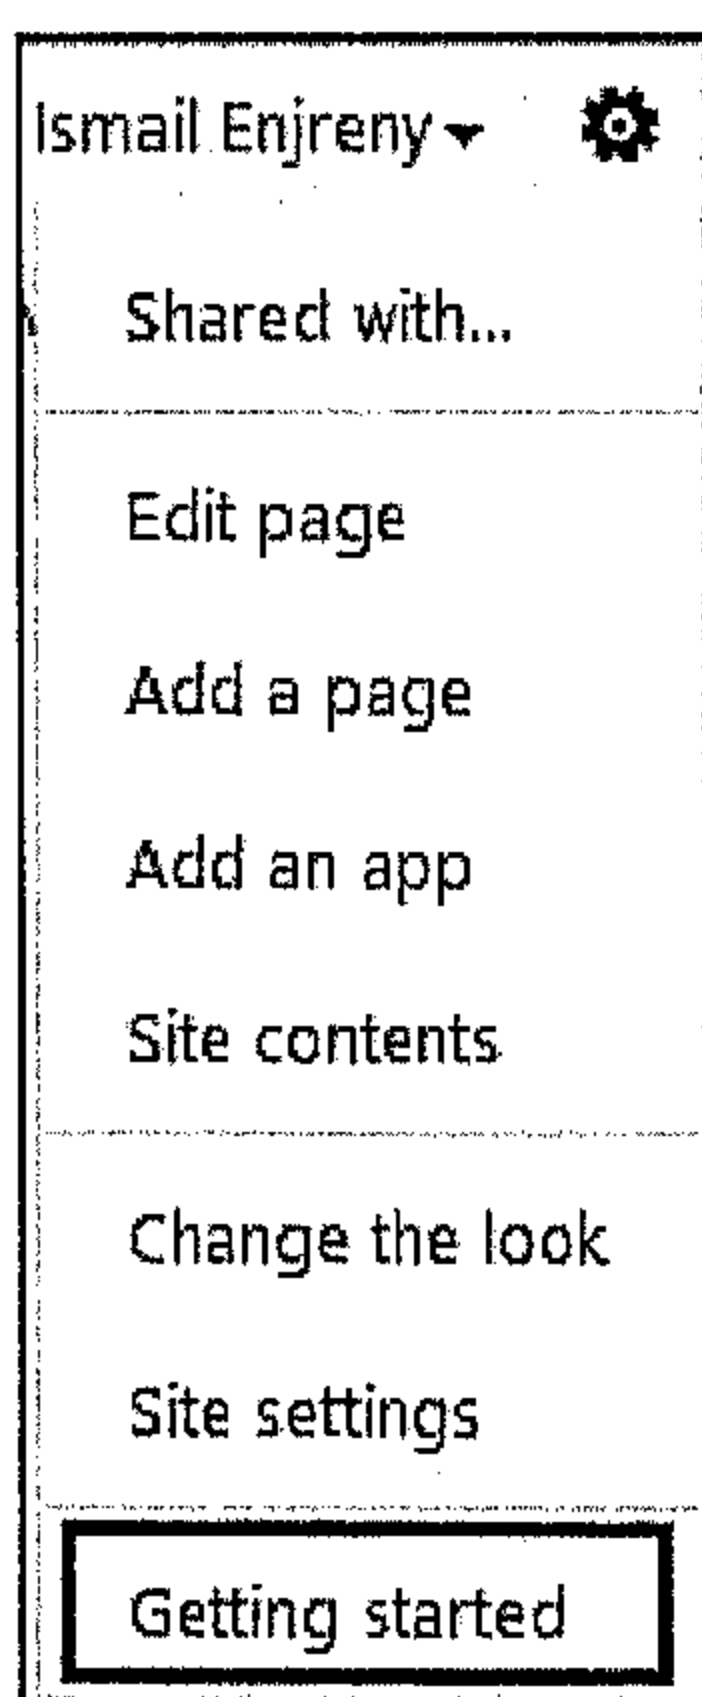 Ismail Enjreny
Shared with...
Edit page
Add a page
Add an app
Site contents
Change the look
Site settings
Getting started